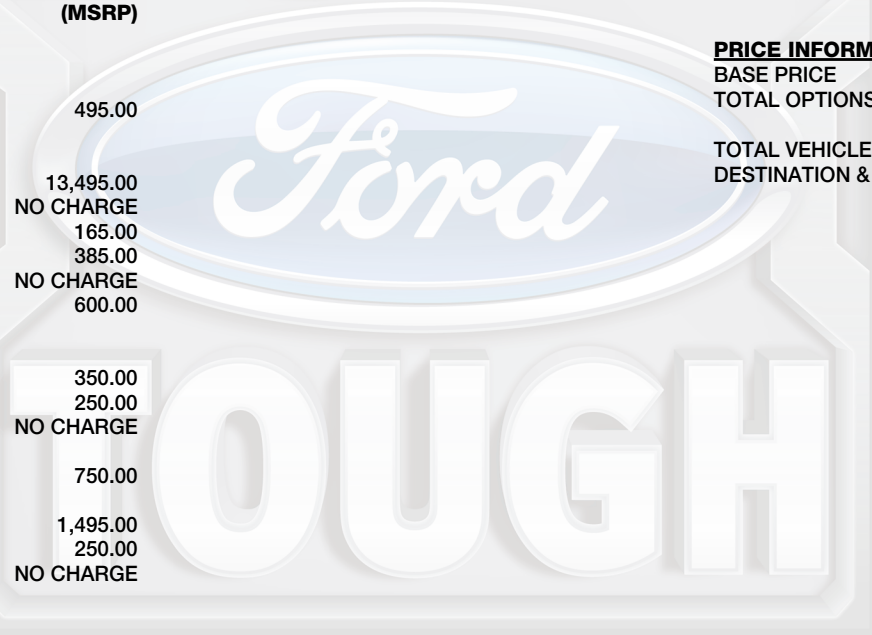 (MSRP)
495.00
13,495.00
NO CHARGE
165.00
385.00
NO CHARGE
600.00
350.00
250.00
NO CHARGE
750.00
1,495.00
250.00
NO CHARGE
PRICE INFORM
BASE PRICE
TOTAL OPTIONS
TOTAL VEHICLE
DESTINATION &
Ford
TOUGH